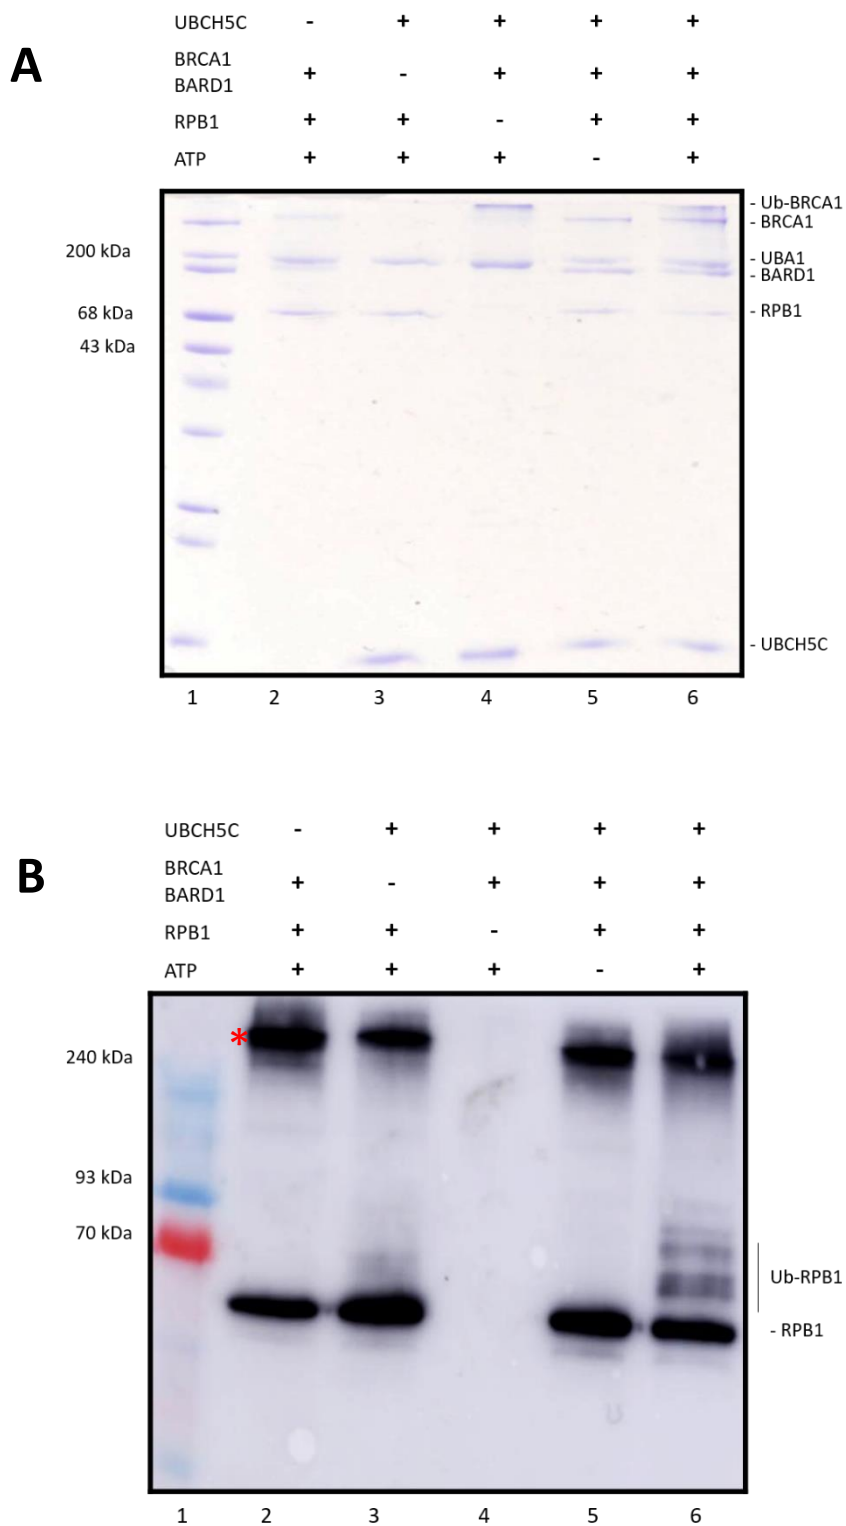 A
UBCH5C - + + + +
BRCA1
BARD1 + - + + +
RPB1 + + - + +
ATP + + + - +
- Ub-BRCA1
- BRCA1
200 kDa
- UBA1
- BARD1
68 kDa
- RPB1
43 kDa
- UBCH5C
1 2 3 4 5 6
B
UBCH5C - + + + +
BRCA1
BARD1 + - + + +
RPB1 + + - + +
ATP + + + - +
*
240 kDa
93 kDa
70 kDa
Ub-RPB1
- RPB1
1 2 3 4 5 6